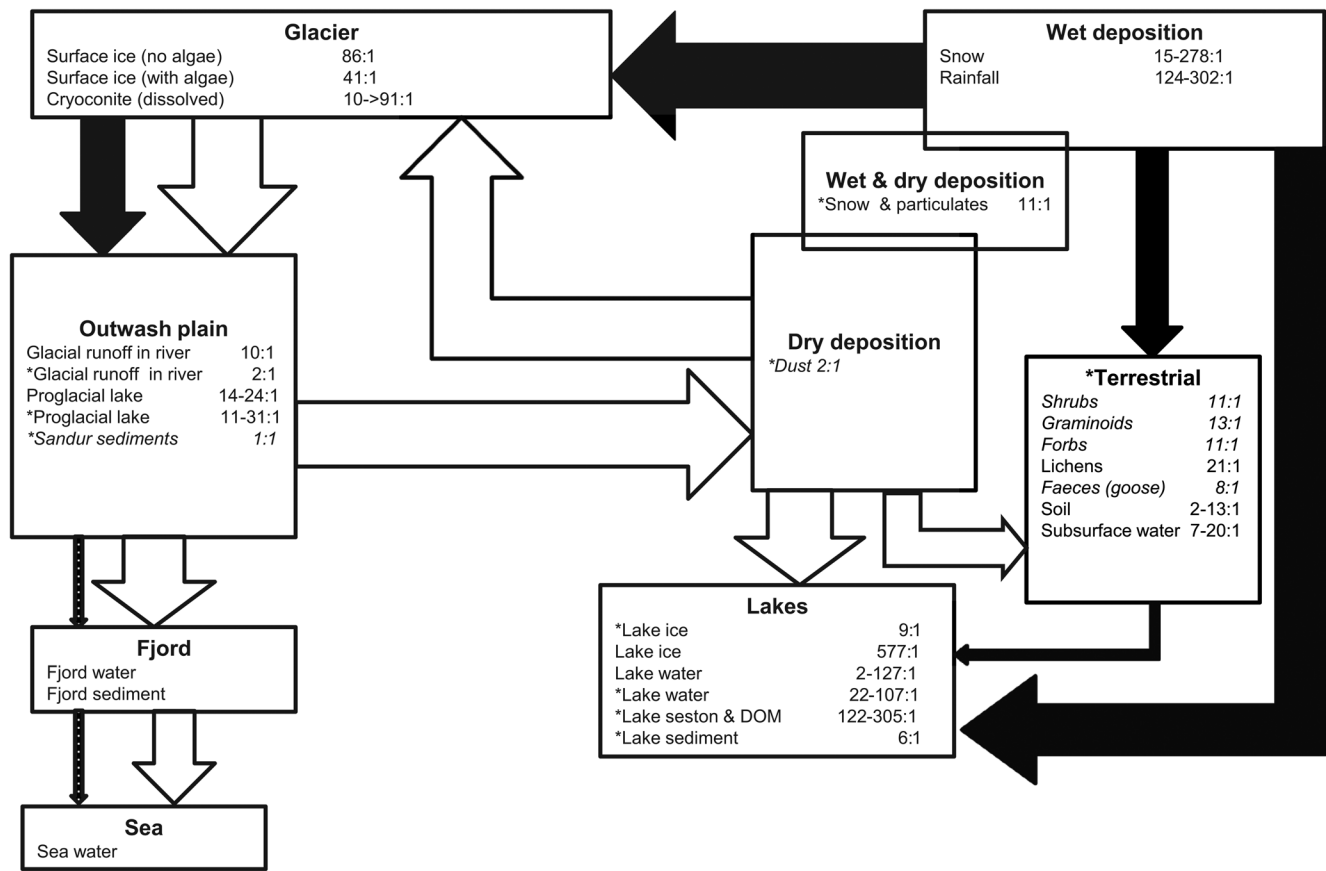 Glacier
Surface ice (no algae) 86:1
Surface ice (with algae) 41:1
Cryoconite (dissolved) 10->91:1
Wet deposition
Snow 15-278:1
Rainfall 124-302:1
Wet & dry deposition
*Snow & particulates 11:1
Outwash plain
Glacial runoff in river 10:1
*Glacial runoff in river 2:1
Proglacial lake 14-24:1
*Proglacial lake 11-31:1
*Sandur sediments 1:1
Dry deposition
*Dust 2:1
*Terrestrial
Shrubs 11:1
Graminoids 13:1
Forbs 11:1
Lichens 21:1
Faeces (goose) 8:1
Soil 2-13:1
Subsurface water 7-20:1
Lakes
*Lake ice 9:1
Lake ice 577:1
Lake water 2-127:1
*Lake water 22-107:1
*Lake seston & DOM 122-305:1
*Lake sediment 6:1
Fjord
Fjord water
Fjord sediment
Sea
Sea water